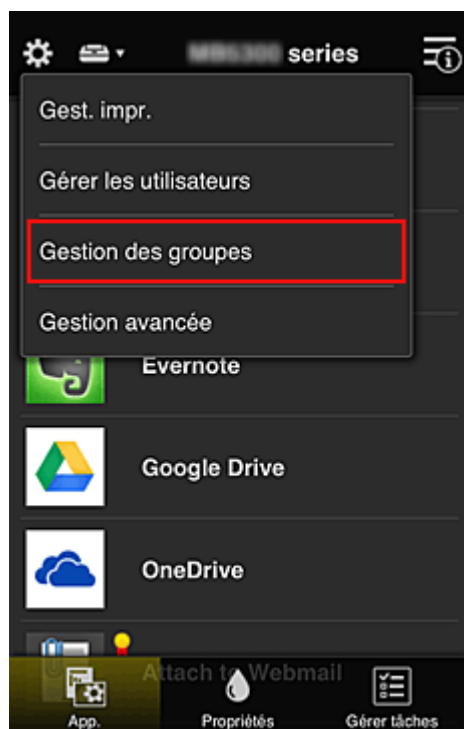 series
Gest. impr.
Gérer les utilisateurs
Gestion des groupes
Gestion avancée
Evernote
Google Drive
OneDrive
Attach to Webmail
App.
Propriétés
Gérer tâches